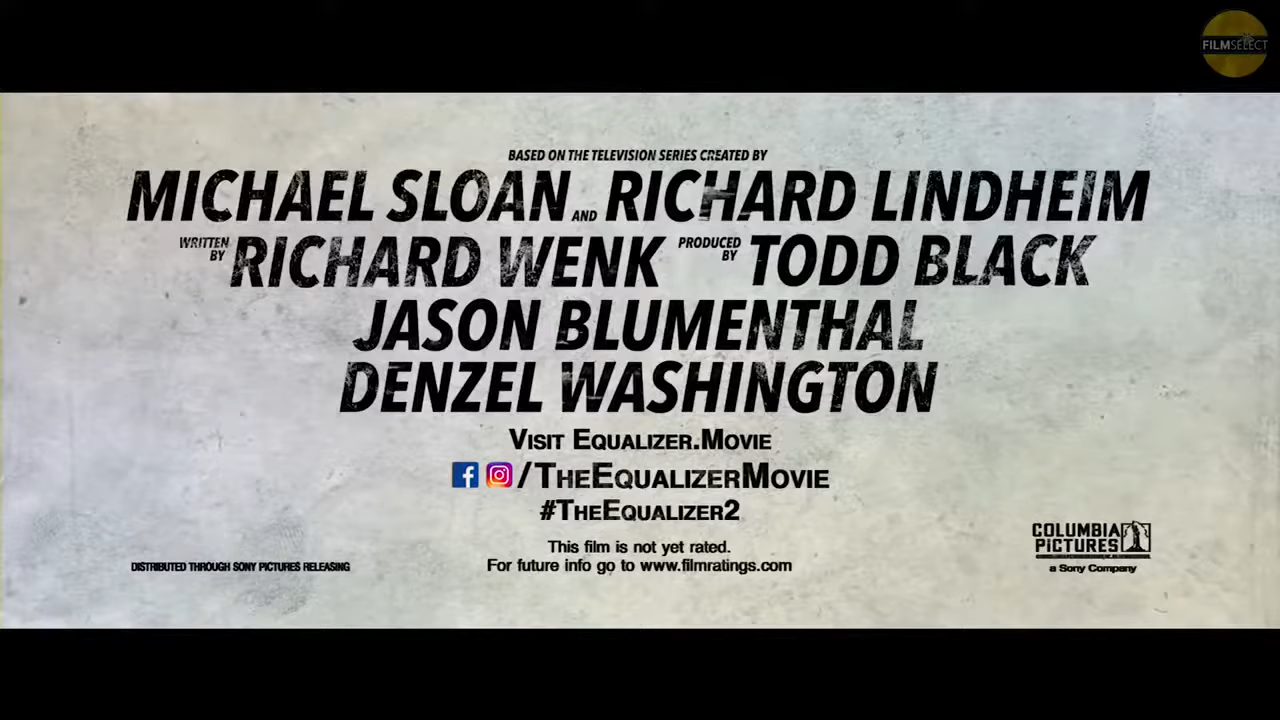 FILMSELECT
BASED ON THE TELEVISION SERIES CREATED BY
MICHAEL SLOAN AND RICHARD LINDHEIM
WRITTEN BY RICHARD WENK PRODUCED BY TODD BLACK
JASON BLUMENTHAL
DENZEL WASHINGTON
VISIT EQUALIZER.MOVIE
/THEEQUALIZERMOVIE
#THEEQUALIZER2
This film is not yet rated.
For future info go to www.filmratings.com
DISTRIBUTED THROUGH SONY PICTURES RELEASING
COLUMBIA
PICTURES
a Sony Company